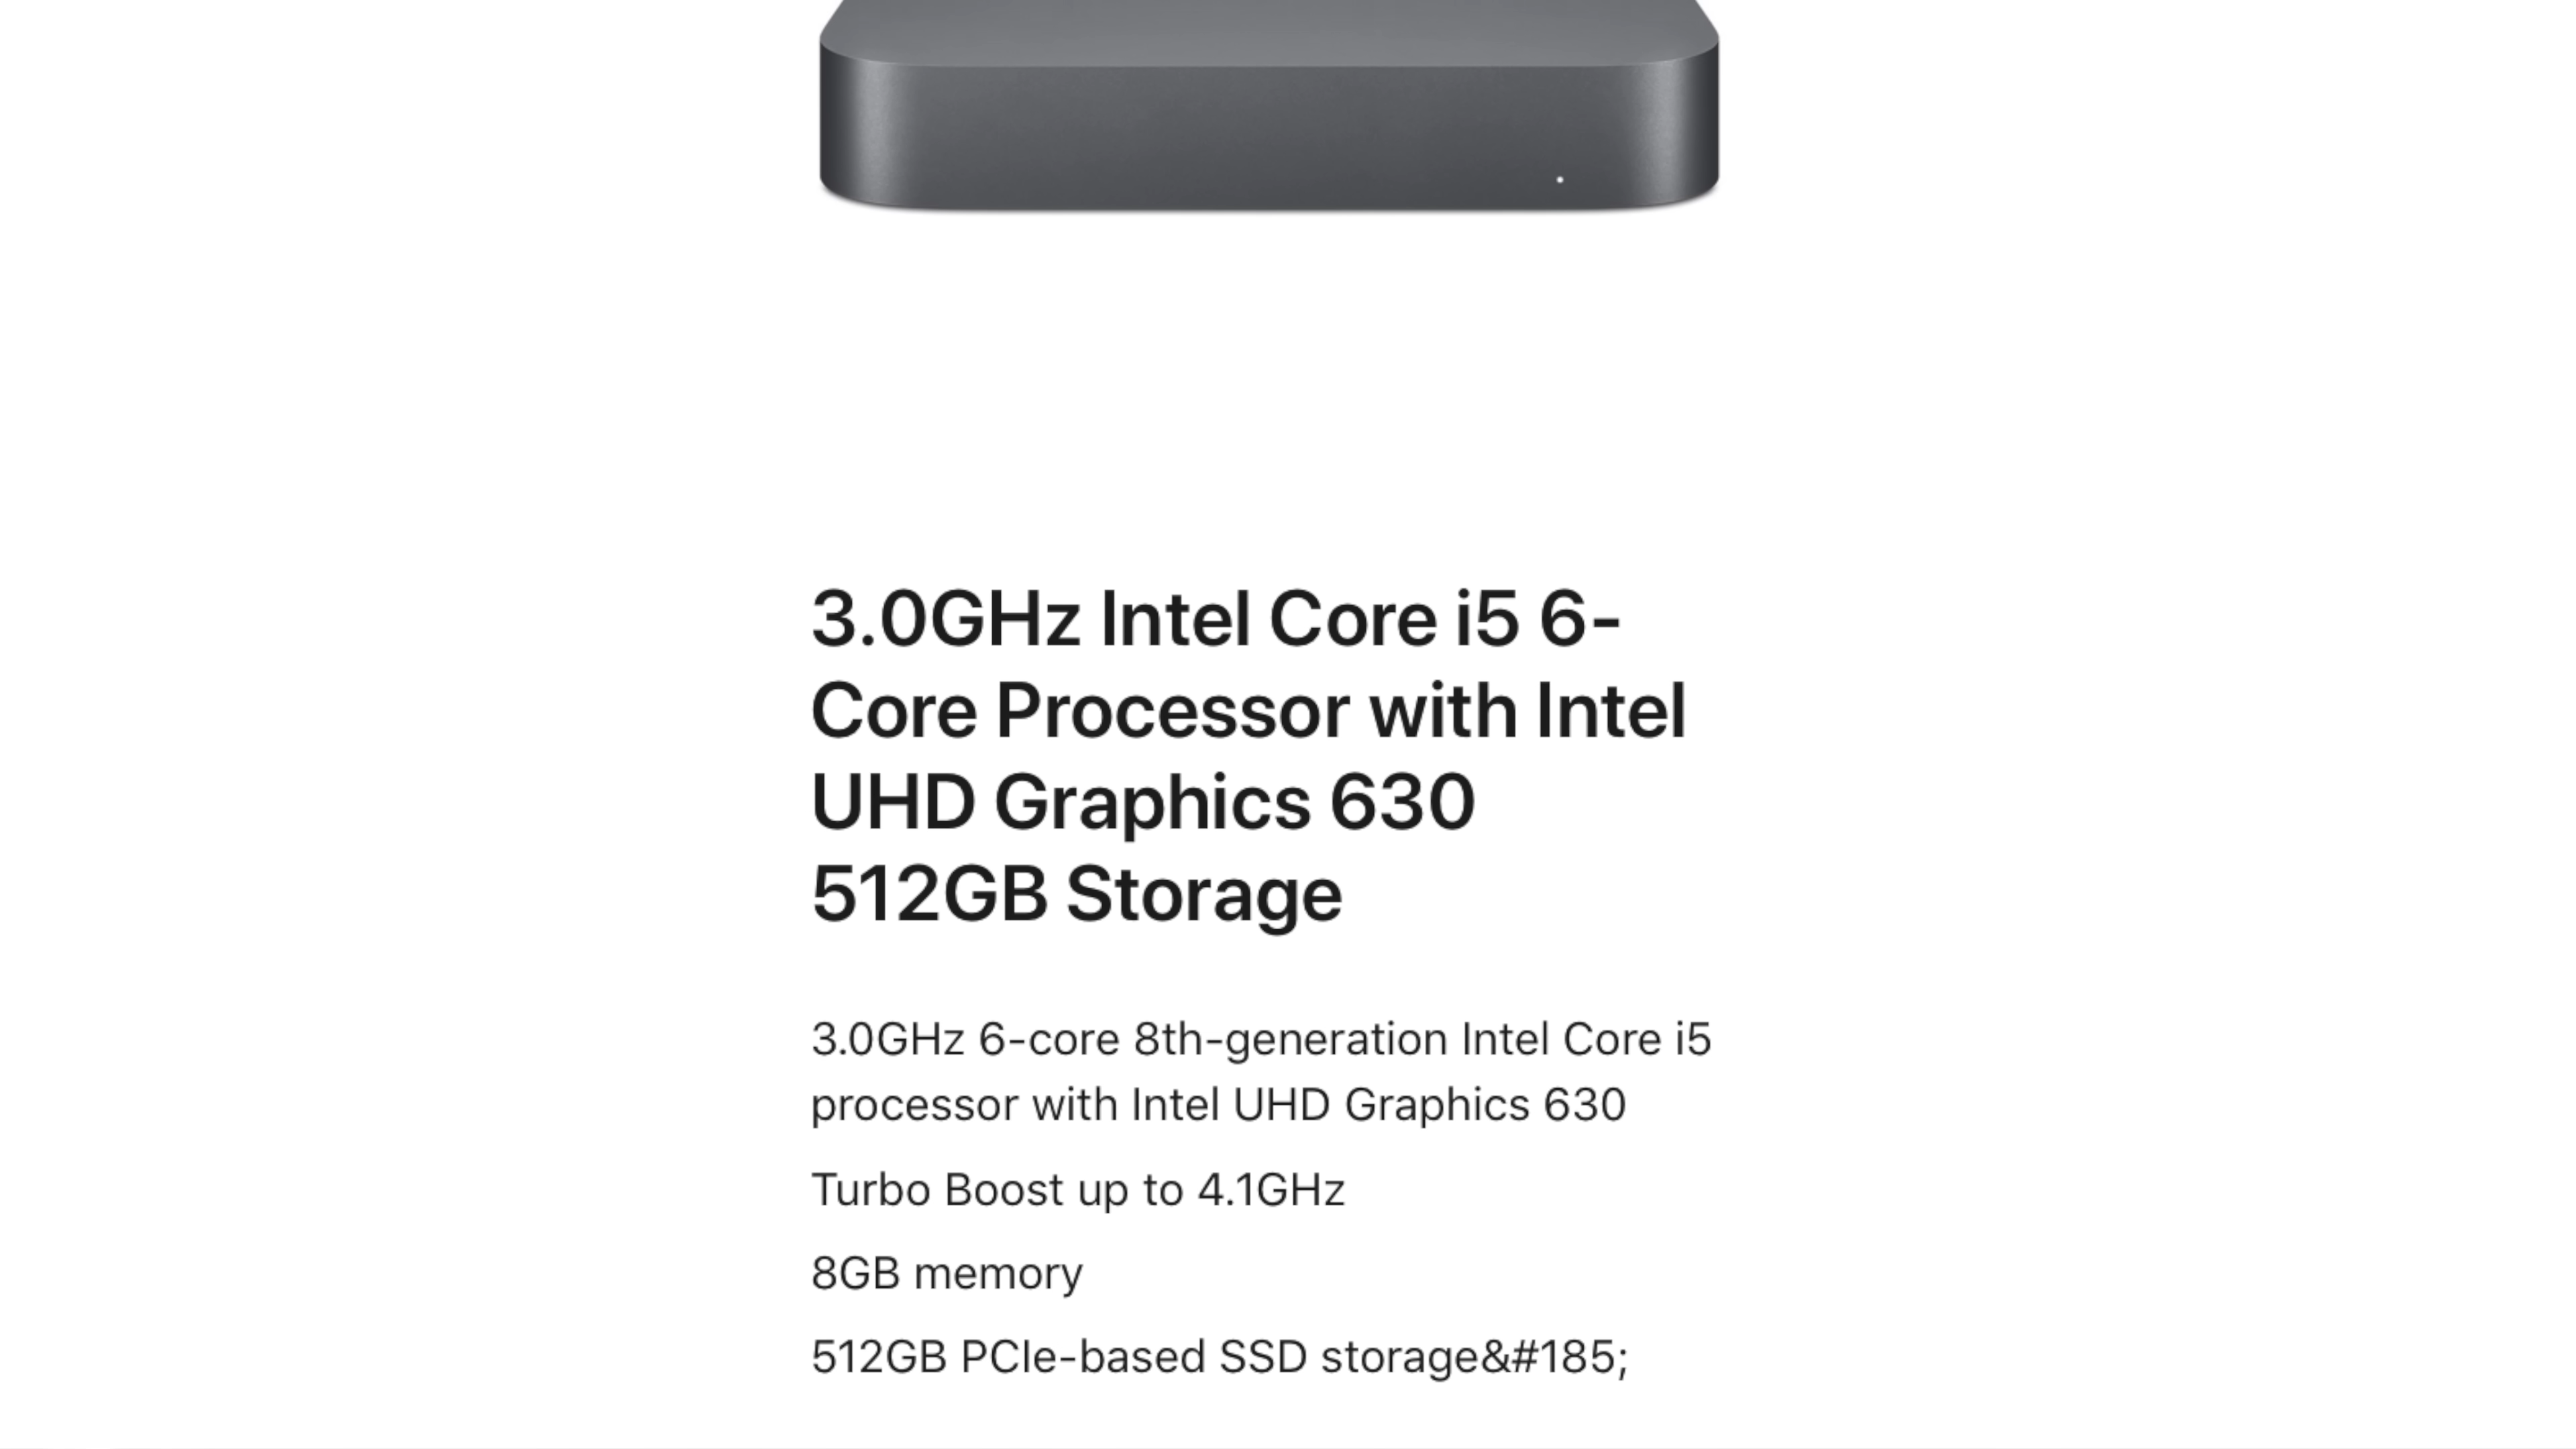 3.0GHz Intel Core i5 6-
Core Processor with Intel
UHD Graphics 630
512GB Storage
3.0GHz 6-core 8th-generation Intel Core i5
processor with Intel UHD Graphics 630
Turbo Boost up to 4.1GHz
8GB memory
512GB PCIe-based SSD storage&#185;